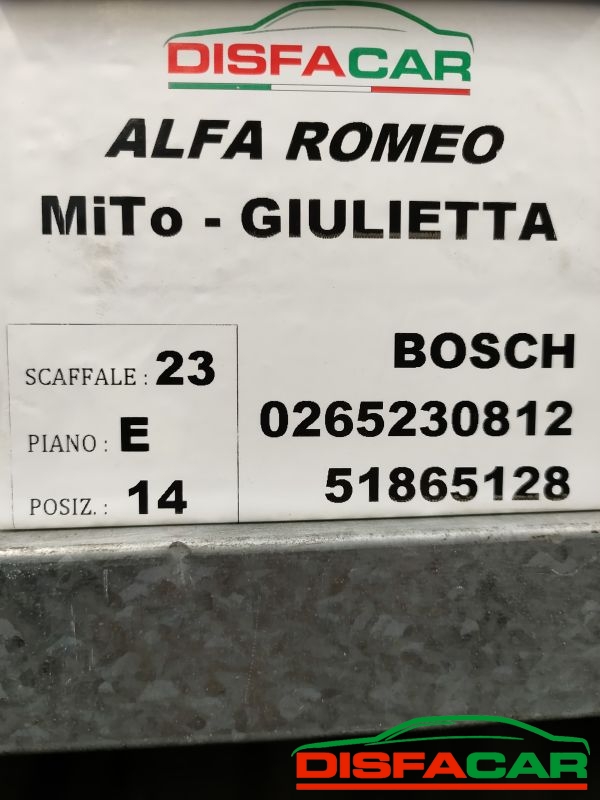 DISFACAR
ALFA ROMEO
MiTo - GIULIETTA
SCAFFALE : 23
PIANO : E
POSIZ. : 14
BOSCH
0265230812
51865128
DISFACAR